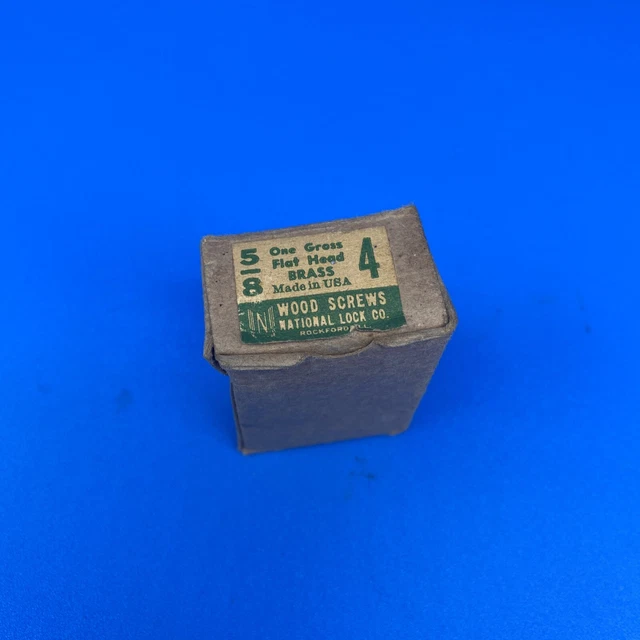 5/8
One Gross
Flat Head
BRASS
Made in USA
4
N
WOOD SCREWS
NATIONAL LOCK CO.